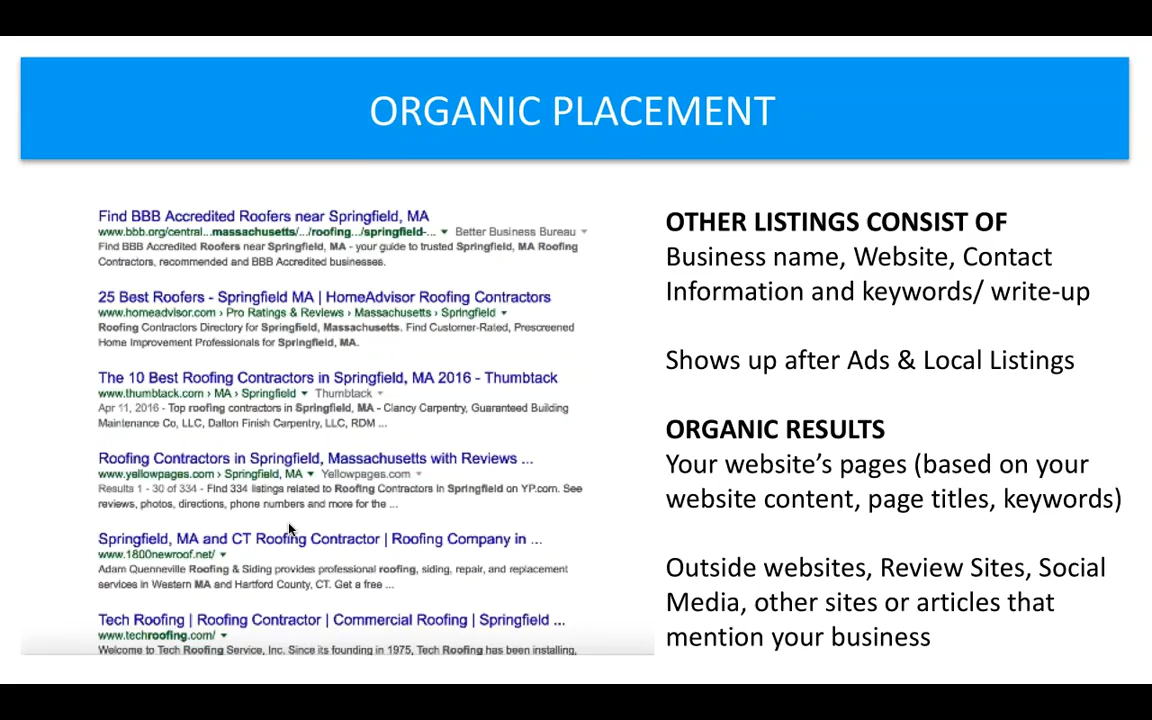 ORGANIC PLACEMENT
Find BBB Accredited Roofers near Springfield, MA
www.bbb.org/central...massachusetts/.../roofing.../springfield-... Better Business Bureau
Find BBB Accredited Roofers near Springfield, MA - your guide to trusted Springfield, MA Roofing
Contractors, recommended and BBB Accredited businesses.
25 Best Roofers - Springfield MA | HomeAdvisor Roofing Contractors
www.homeadvisor.com › Pro Ratings & Reviews › Massachusetts › Springfield
Roofing Contractors Directory for Springfield, Massachusetts. Find Customer-Rated, Prescreened
Home Improvement Professionals for Springfield, MA.
The 10 Best Roofing Contractors in Springfield, MA 2016 - Thumbtack
www.thumbtack.com › MA › Springfield Thumbtack
Apr 11, 2016 - Top roofing contractors in Springfield, MA - Clancy Carpentry, Guaranteed Building
Maintenance Co, LLC, Dalton Finish Carpentry, LLC, RDM ...
Roofing Contractors in Springfield, Massachusetts with Reviews ...
www.yellowpages.com › Springfield, MA Yellowpages.com
Results 1 - 30 of 334 - Find 334 listings related to Roofing Contractors in Springfield on YP.com. See
reviews, photos, directions, phone numbers and more for the ...
Springfield, MA and CT Roofing Contractor | Roofing Company in ...
www.1800newroof.net/
Adam Quenneville Roofing & Siding provides professional roofing, siding, repair, and replacement
services in Western MA and Hartford County, CT. Get a free ...
Tech Roofing | Roofing Contractor | Commercial Roofing | Springfield ...
www.techroofing.com/
Welcome to Tech Roofing Service, Inc. Since its founding in 1975, Tech Roofing has been installing,
OTHER LISTINGS CONSIST OF
Business name, Website, Contact
Information and keywords/ write-up
Shows up after Ads & Local Listings
ORGANIC RESULTS
Your website’s pages (based on your
website content, page titles, keywords)
Outside websites, Review Sites, Social
Media, other sites or articles that
mention your business